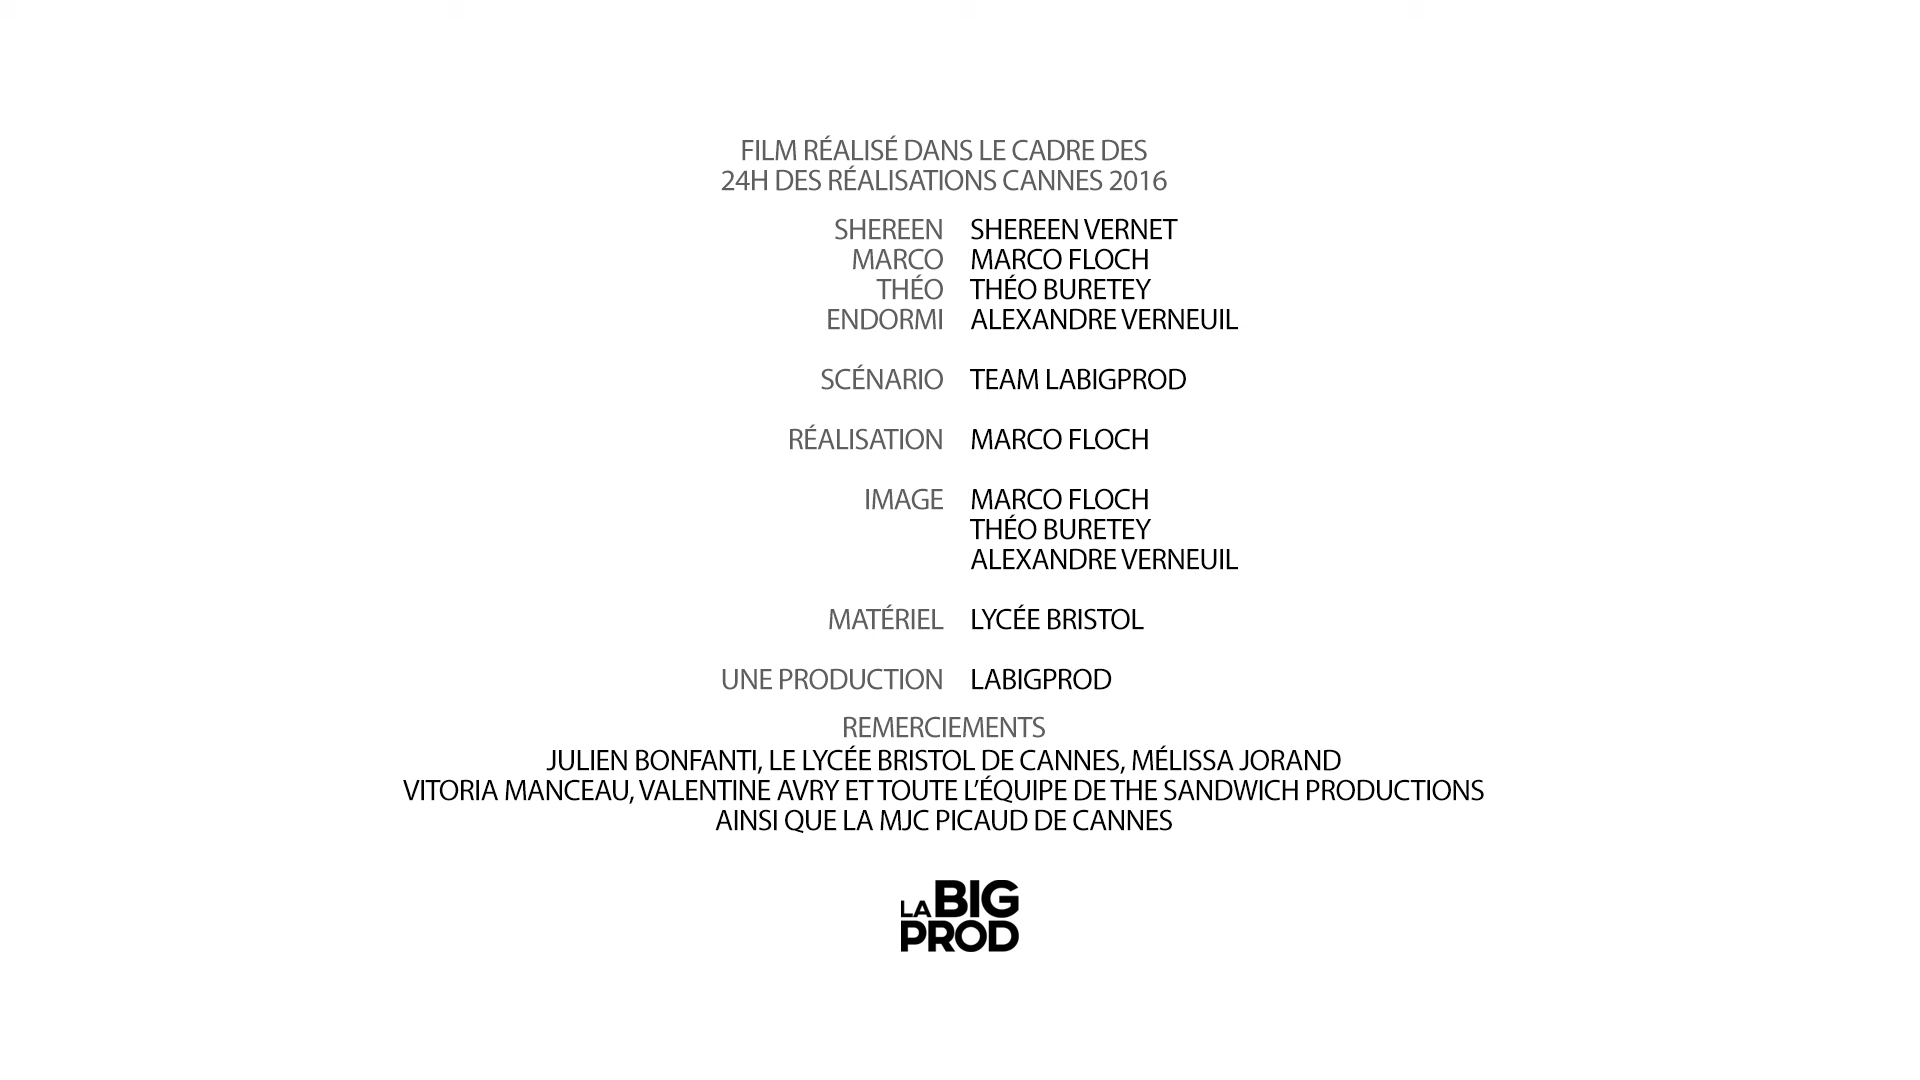 FILM RÉALISÉ DANS LE CADRE DES
24H DES RÉALISATIONS CANNES 2016
SHEREEN SHEREEN VERNET
MARCO MARCO FLOCH
THÉO THÉO BURETEY
ENDORMI ALEXANDRE VERNEUIL
SCÉNARIO TEAM LABIGPROD
RÉALISATION MARCO FLOCH
IMAGE MARCO FLOCH
THÉO BURETEY
ALEXANDRE VERNEUIL
MATÉRIEL LYCÉE BRISTOL
UNE PRODUCTION LABIGPROD
REMERCIEMENTS
JULIEN BONFANTI, LE LYCÉE BRISTOL DE CANNES, MÉLISSA JORAND
VITORIA MANCEAU, VALENTINE AVRY ET TOUTE L'ÉQUIPE DE THE SANDWICH PRODUCTIONS
AINSI QUE LA MJC PICAUD DE CANNES
LA BIG
PROD